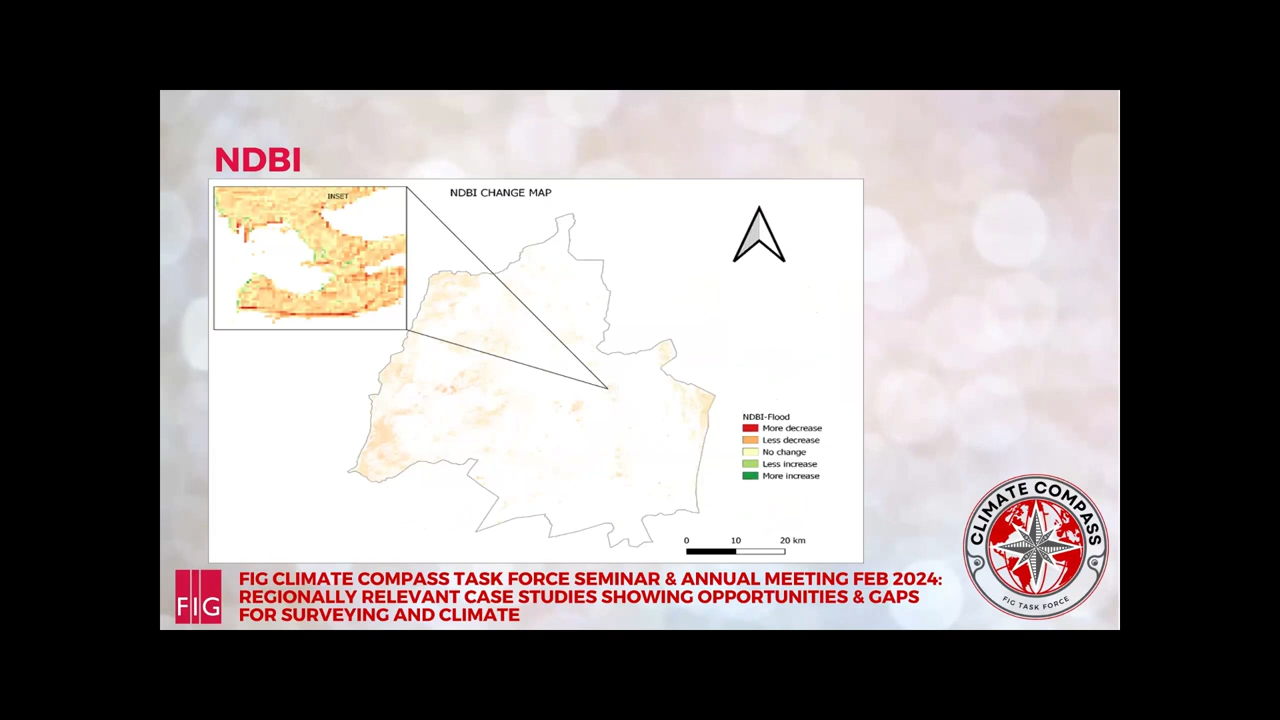 NDBI
INSET
NDBI CHANGE MAP
NDBI-Flood
More decrease
Less decrease
No change
Less increase
More increase
0 10 20 km
CLIMATE COMPASS
FIG TASK FORCE
FIG
FIG CLIMATE COMPASS TASK FORCE SEMINAR & ANNUAL MEETING FEB 2024:
REGIONALLY RELEVANT CASE STUDIES SHOWING OPPORTUNITIES & GAPS
FOR SURVEYING AND CLIMATE